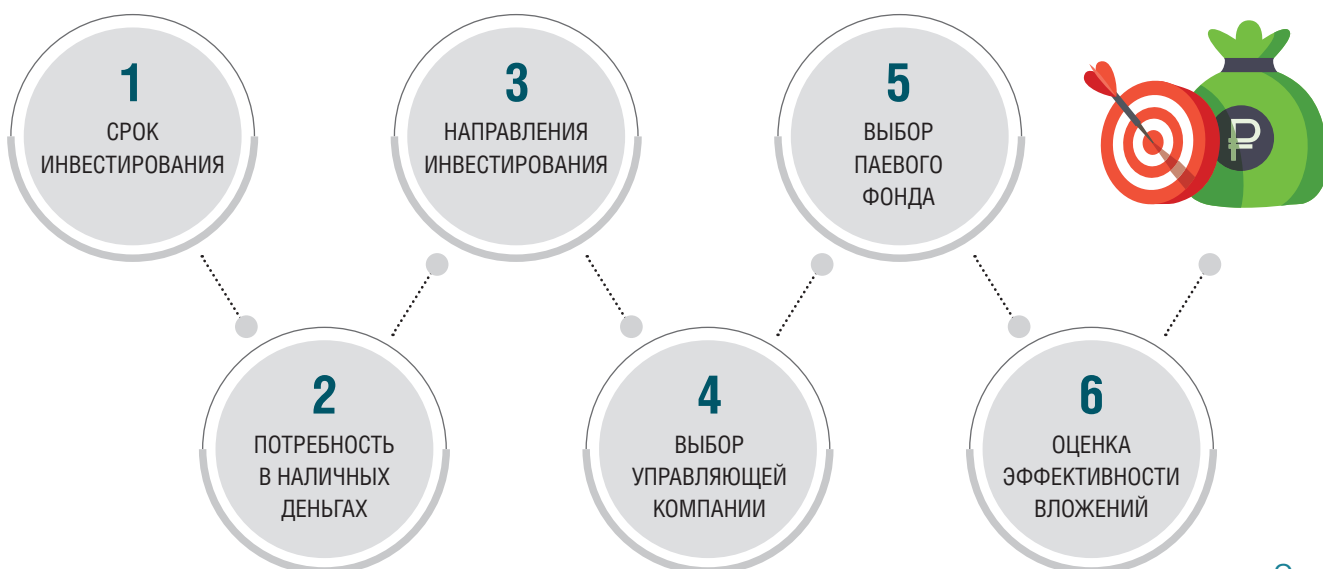 1
СРОК
ИНВЕСТИРОВАНИЯ
2
ПОТРЕБНОСТЬ
В НАЛИЧНЫХ
ДЕНЬГАХ
3
НАПРАВЛЕНИЯ
ИНВЕСТИРОВАНИЯ
4
ВЫБОР
УПРАВЛЯЮЩЕЙ
КОМПАНИИ
5
ВЫБОР
ПАЕВОГО
ФОНДА
6
ОЦЕНКА
ЭФФЕКТИВНОСТИ
ВЛОЖЕНИЙ
₽